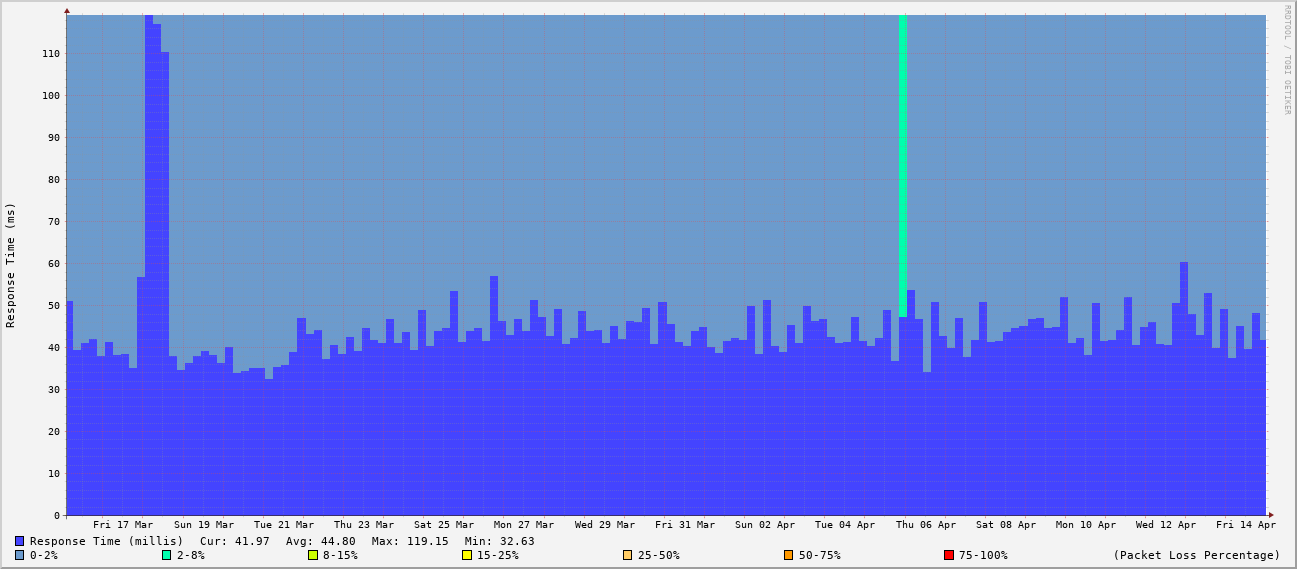 RRDTOOL / TOBI OETIKER
Response Time (ms)
110
100
90
80
70
60
50
40
30
20
10
0
Fri 17 Mar Sun 19 Mar Tue 21 Mar Thu 23 Mar Sat 25 Mar Mon 27 Mar Wed 29 Mar Fri 31 Mar Sun 02 Apr Tue 04 Apr Thu 06 Apr Sat 08 Apr Mon 10 Apr Wed 12 Apr Fri 14 Apr
Response Time (millis) Cur: 41.97 Avg: 44.80 Max: 119.15 Min: 32.63
0-2% 2-8% 8-15% 15-25% 25-50% 50-75% 75-100% (Packet Loss Percentage)